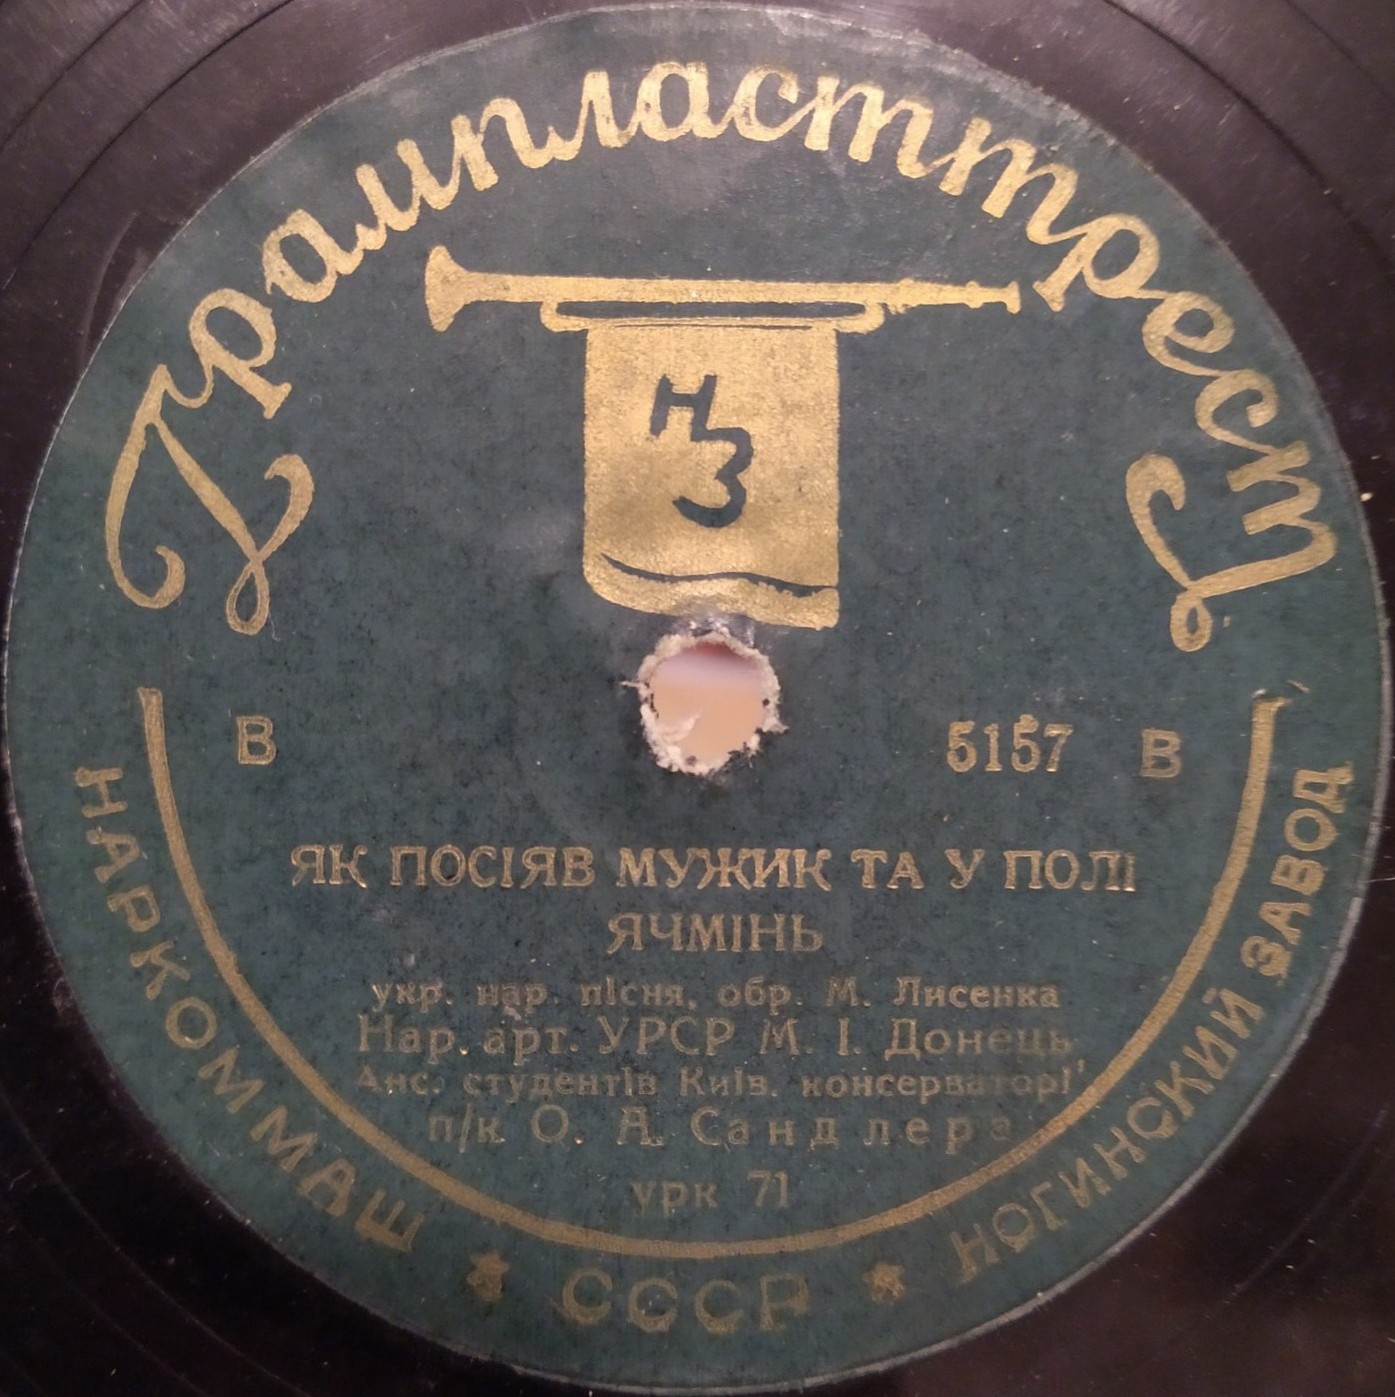 Грампласттрест
НЗ
В 5157 В
ЯК ПОСІЯВ МУЖИК ТА У ПОЛІ
ЯЧМІНЬ
укр. нар. пісня, обр. М. Лисенка
Нар. арт. УРСР М. І. Донець
Анс. студентів Київ. консерваторі
п/к О. А. Сандлера
урк 71
НАРКОММАШ ★ СССР ★ НОГИНСКИЙ ЗАВОД